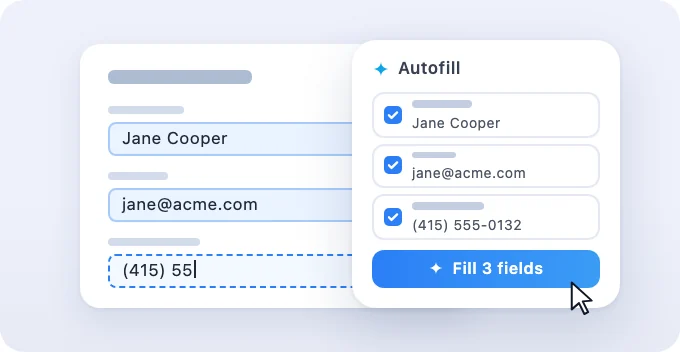 Jane Cooper
jane@acme.com
(415) 55
Autofill
Jane Cooper
jane@acme.com
(415) 555-0132
Fill 3 fields